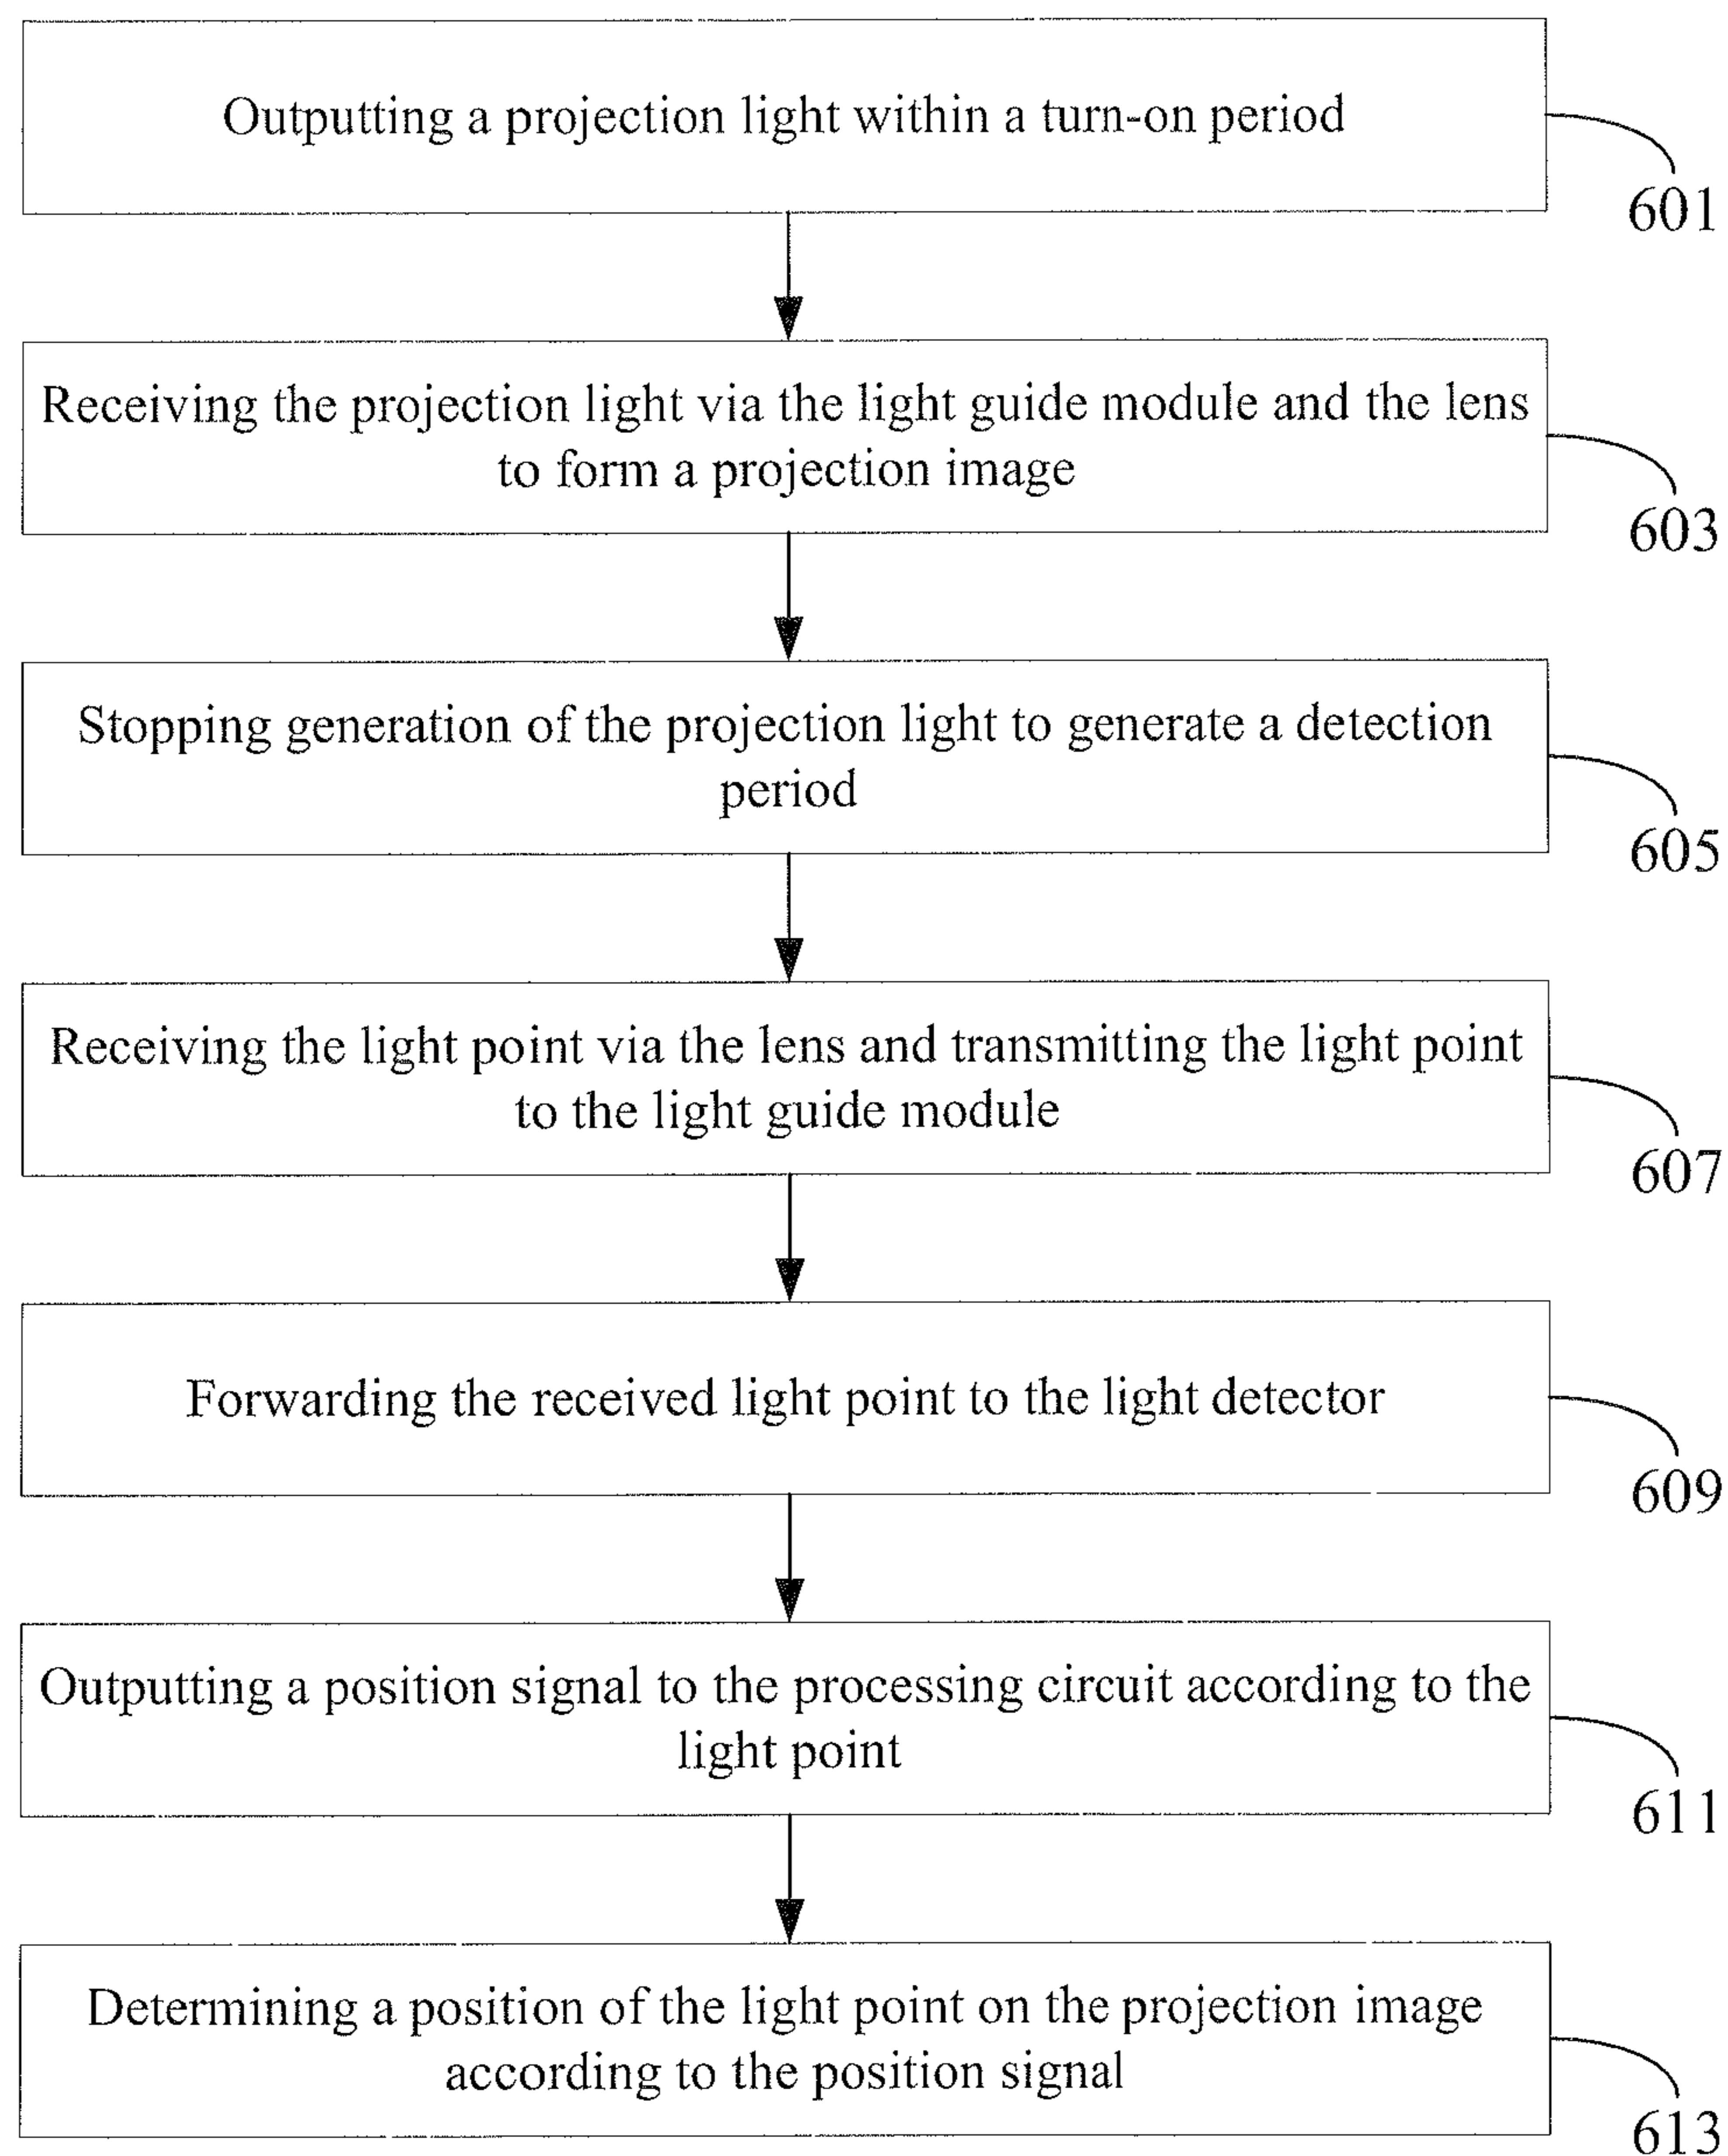 Outputting a projection light within a turn-on period
601
Receiving the projection light via the light guide module and the lens
to form a projection image
603
Stopping generation of the projection light to generate a detection
period
605
Receiving the light point via the lens and transmitting the light point
to the light guide module
607
Forwarding the received light point to the light detector
609
Outputting a position signal to the processing circuit according to the
light point
611
Determining a position of the light point on the projection image
according to the position signal
613